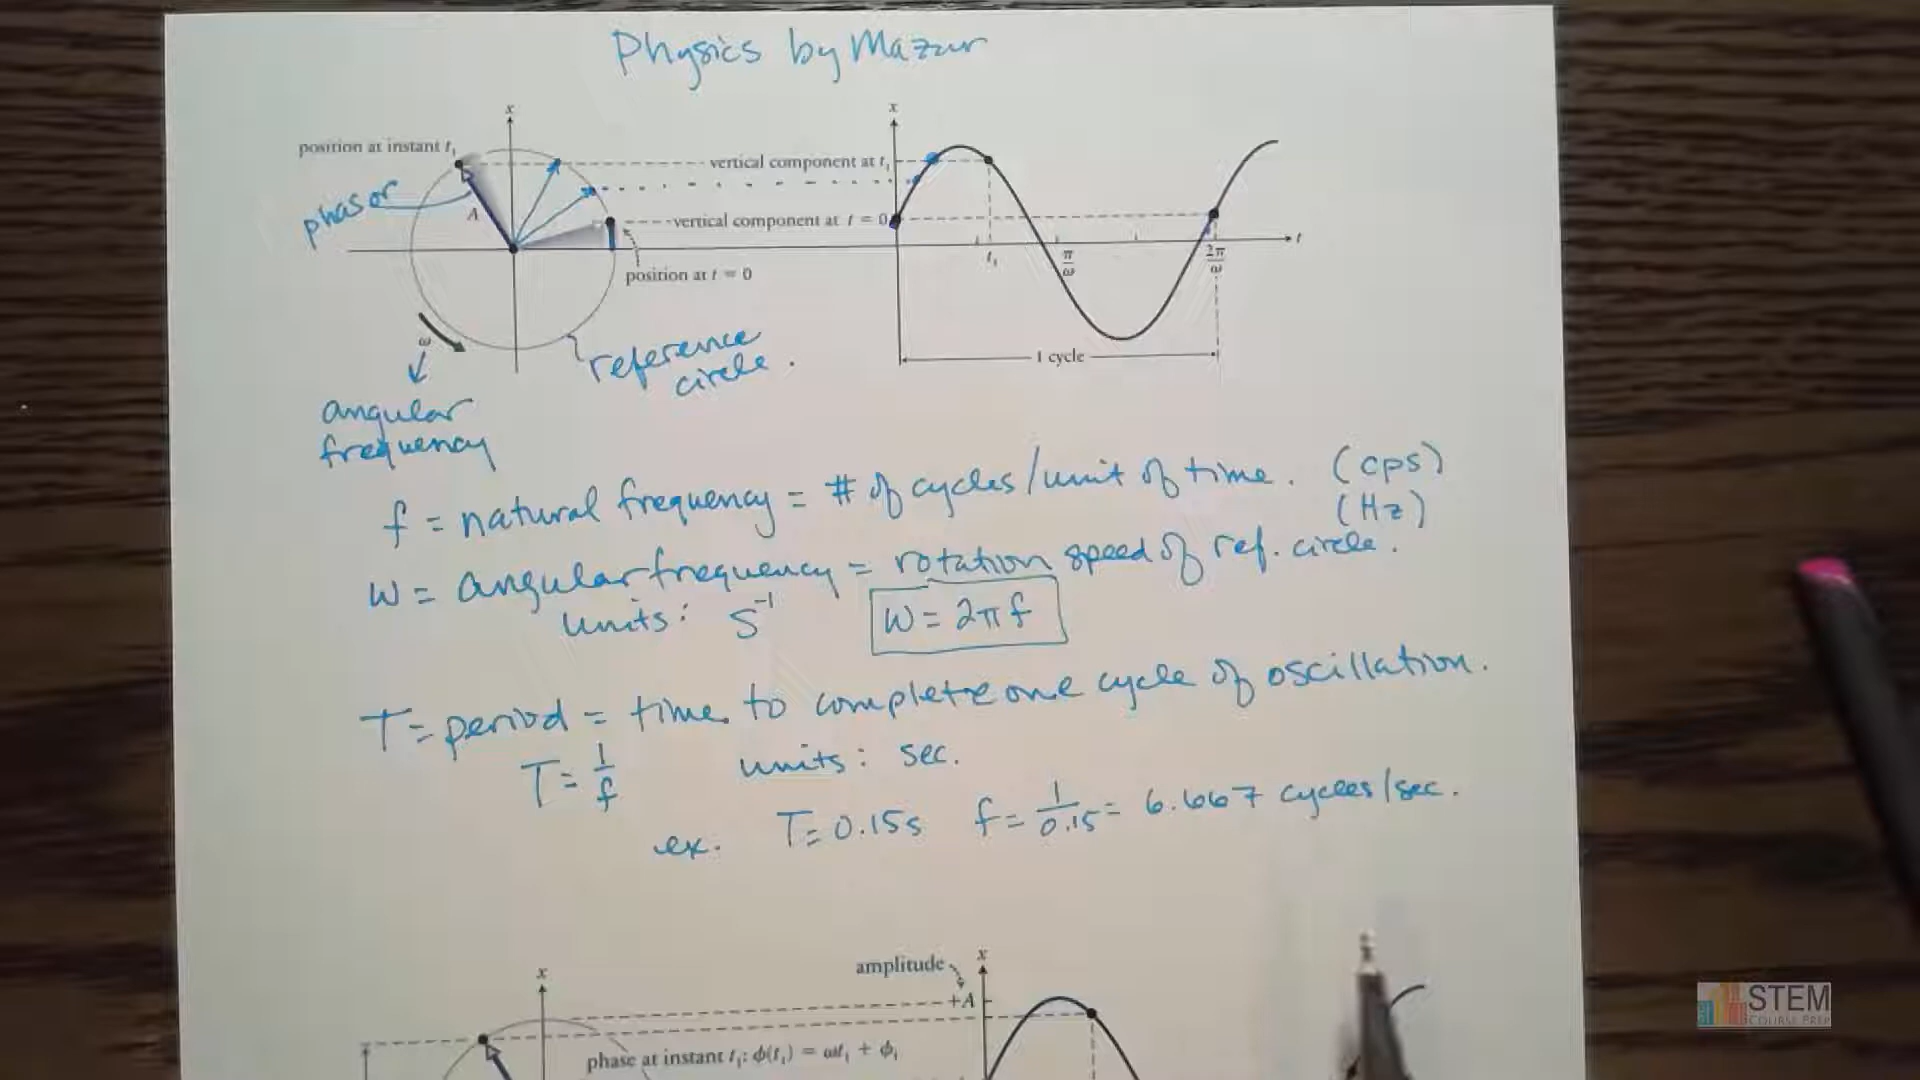 Physics by Mazur
x
x
position at instant t₁
vertical component at t₁
phasor
A
vertical component at t = 0
t
position at t = 0
t₁
π/ω
2π/ω
ω
reference circle.
1 cycle
angular
frequency
f = natural frequency = # of cycles/unit of time. (cps)
(Hz)
ω = angular frequency = rotation speed of ref. circle.
units: S⁻¹
ω = 2πf
T = period = time to complete one cycle of oscillation.
T = 1/f
units: sec.
ex. T = 0.15s f = 1/0.15 = 6.667 cycles/sec.
amplitude
x
x
+A
phase at instant t₁: ϕ(t₁) = ωt₁ + ϕᵢ
STEM
COURSE PREP